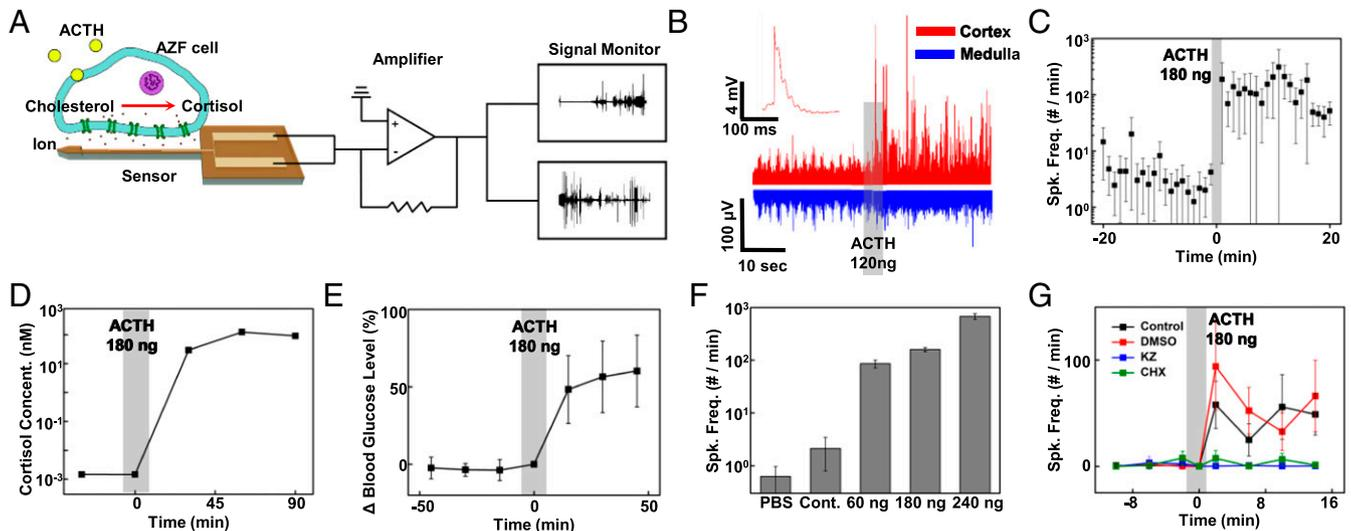 A
ACTH
AZF cell
Cholesterol
Cortisol
Ion
Sensor
Amplifier
+
-
Signal Monitor
B
Cortex
Medulla
4 mV
100 ms
100 µV
10 sec
ACTH
120ng
C
ACTH
180 ng
Spk. Freq. (# / min)
10³
10²
10¹
10⁰
-20
0
20
Time (min)
D
ACTH
180 ng
Cortisol Concent. (nM)
10³
10¹
10-¹
10-³
0
45
90
Time (min)
E
ACTH
180 ng
Δ Blood Glucose Level (%)
100
50
0
-50
0
50
Time (min)
F
Spk. Freq. (# / min)
10³
10²
10¹
10⁰
PBS
Cont.
60 ng
180 ng
240 ng
G
Control
DMSO
KZ
CHX
ACTH
180 ng
Spk. Freq. (# / min)
100
0
-8
0
8
16
Time (min)